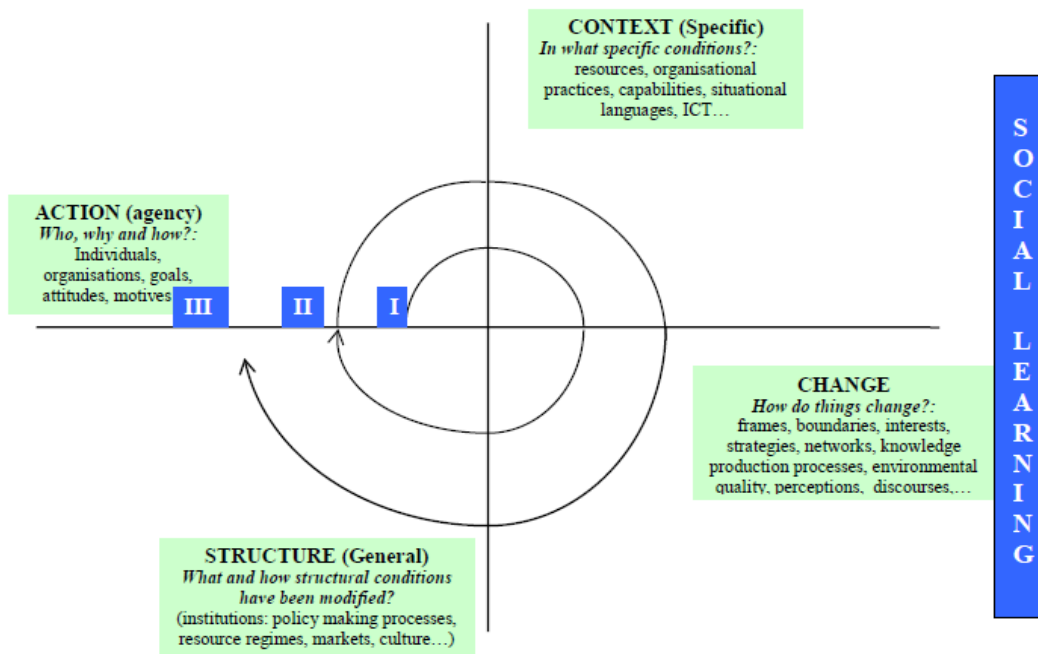 CONTEXT (Specific)
In what specific conditions?:
resources, organisational
practices, capabilities, situational
languages, ICT…
ACTION (agency)
Who, why and how?:
Individuals,
organisations, goals,
attitudes, motives
III
II
I
CHANGE
How do things change?:
frames, boundaries, interests,
strategies, networks, knowledge
production processes, environmental
quality, perceptions, discourses,…
STRUCTURE (General)
What and how structural conditions
have been modified?
(institutions: policy making processes,
resource regimes, markets, culture…)
SOCIAL LEARNING